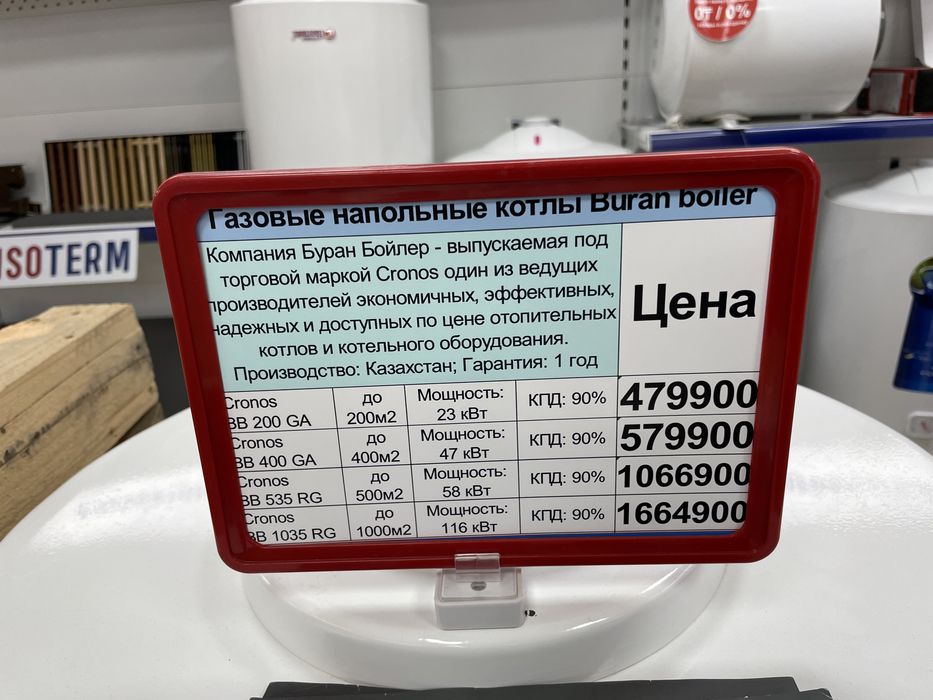 ОТ / 0%
ISOTERM
Газовые напольные котлы Buran boiler
Компания Буран Бойлер - выпускаемая под
торговой маркой Cronos один из ведущих
производителей экономичных, эффективных,
надежных и доступных по цене отопительных
котлов и котельного оборудования.
Производство: Казахстан; Гарантия: 1 год
Цена
Cronos
BB 200 GA
до
200м2
Мощность:
23 кВт
КПД: 90%
479900
Cronos
BB 400 GA
до
400м2
Мощность:
47 кВт
КПД: 90%
579900
Cronos
BB 535 RG
до
500м2
Мощность:
58 кВт
КПД: 90%
1066900
Cronos
BB 1035 RG
до
1000м2
Мощность:
116 кВт
КПД: 90%
1664900